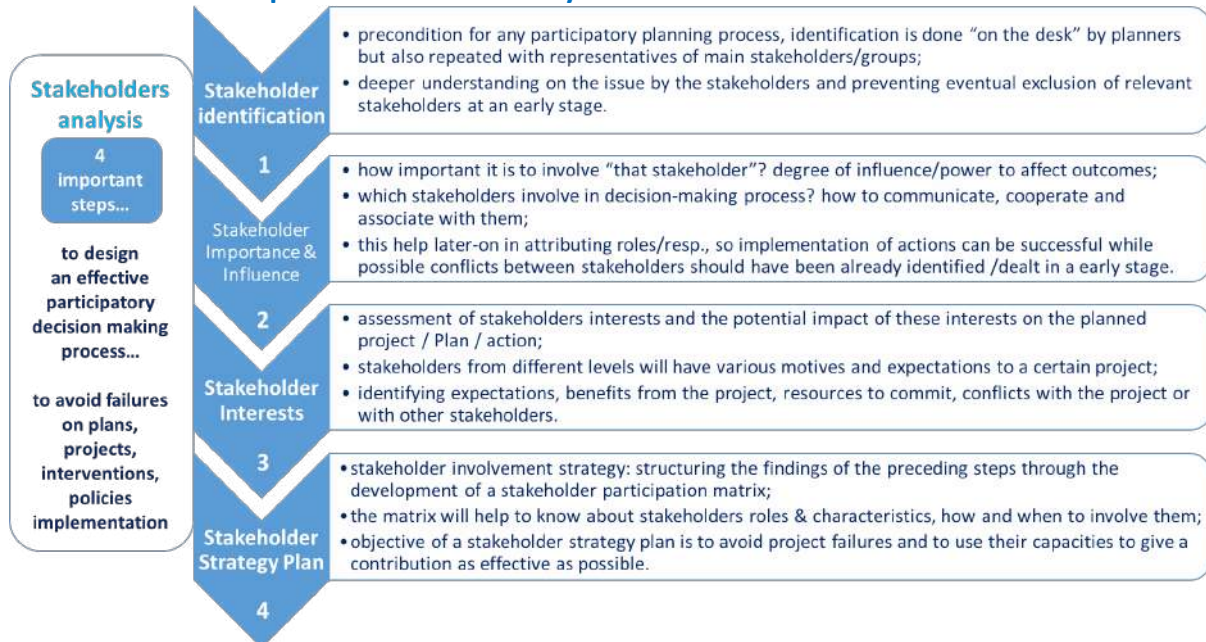 Stakeholders
analysis
4
important
steps...
to design
an effective
participatory
decision making
process...
to avoid failures
on plans,
projects,
interventions,
policies
implementation
Stakeholder
identification
1
• precondition for any participatory planning process, identification is done “on the desk” by planners
but also repeated with representatives of main stakeholders/groups;
• deeper understanding on the issue by the stakeholders and preventing eventual exclusion of relevant
stakeholders at an early stage.
Stakeholder
Importance &
Influence
2
• how important it is to involve “that stakeholder”? degree of influence/power to affect outcomes;
• which stakeholders involve in decision-making process? how to communicate, cooperate and
associate with them;
• this help later-on in attributing roles/resp., so implementation of actions can be successful while
possible conflicts between stakeholders should have been already identified /dealt in a early stage.
Stakeholder
Interests
3
• assessment of stakeholders interests and the potential impact of these interests on the planned
project / Plan / action;
• stakeholders from different levels will have various motives and expectations to a certain project;
• identifying expectations, benefits from the project, resources to commit, conflicts with the project or
with other stakeholders.
Stakeholder
Strategy Plan
4
• stakeholder involvement strategy: structuring the findings of the preceding steps through the
development of a stakeholder participation matrix;
• the matrix will help to know about stakeholders roles & characteristics, how and when to involve them;
• objective of a stakeholder strategy plan is to avoid project failures and to use their capacities to give a
contribution as effective as possible.